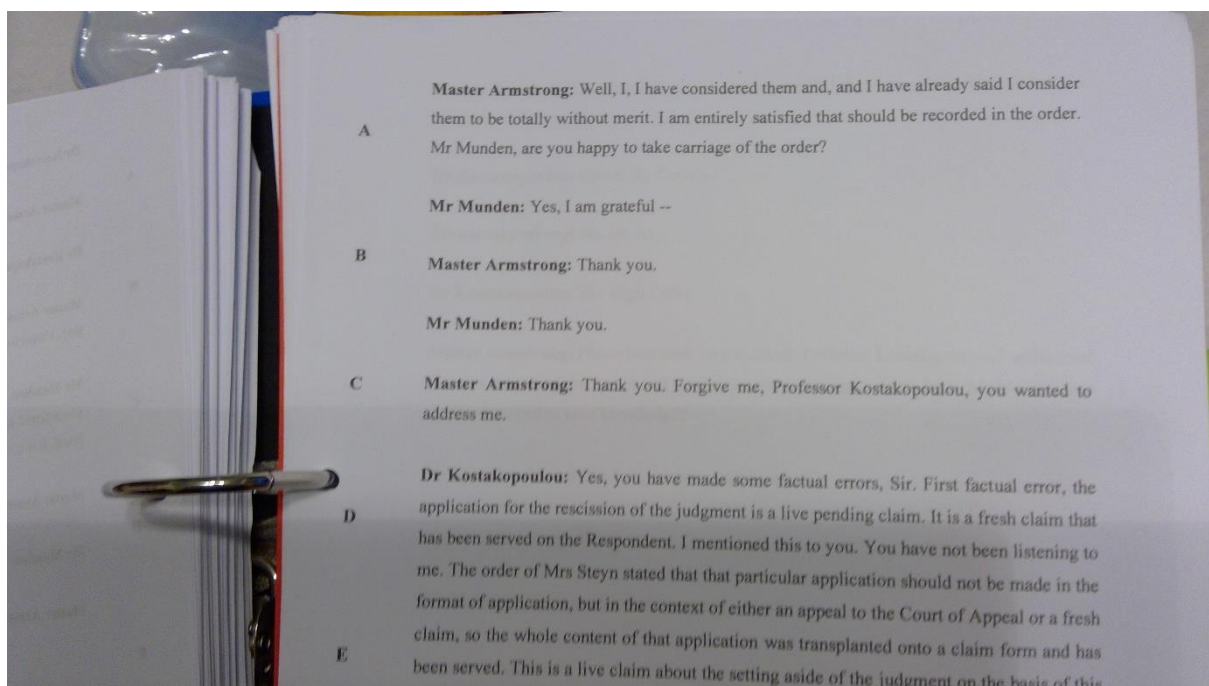 Master Armstrong: Well, I, I have considered them and, and I have already said I consider
A
them to be totally without merit. I am entirely satisfied that should be recorded in the order.
Mr Munden, are you happy to take carriage of the order?
Mr Munden: Yes, I am grateful --
B
Master Armstrong: Thank you.
Mr Munden: Thank you.
C
Master Armstrong: Thank you. Forgive me, Professor Kostakopoulou, you wanted to
address me.
Dr Kostakopoulou: Yes, you have made some factual errors, Sir. First factual error, the
D
application for the rescission of the judgment is a live pending claim. It is a fresh claim that
has been served on the Respondent. I mentioned this to you. You have not been listening to
me. The order of Mrs Steyn stated that that particular application should not be made in the
format of application, but in the context of either an appeal to the Court of Appeal or a fresh
claim, so the whole content of that application was transplanted onto a claim form and has
E
been served. This is a live claim about the setting aside of the judgment on the basis of this